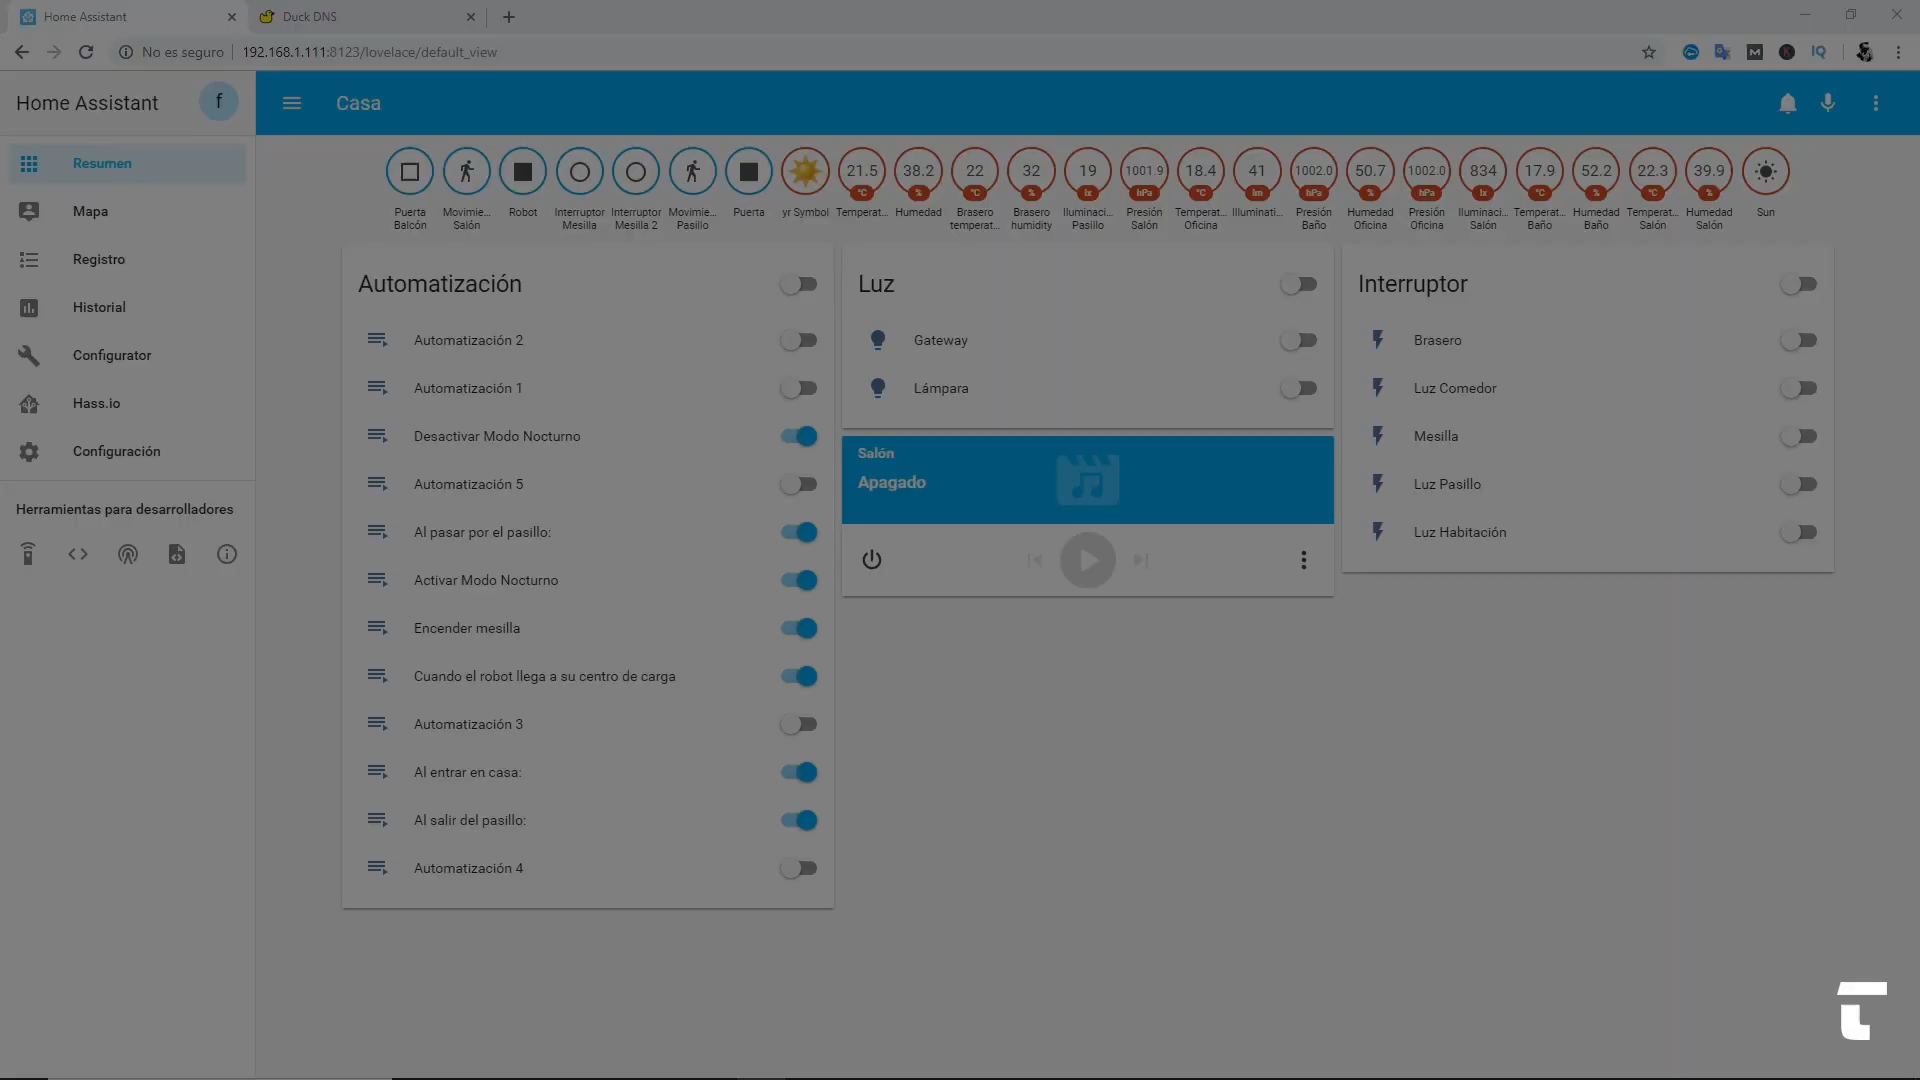 Home Assistant
Duck DNS
No es seguro
192.168.1.111:8123/lovelace/default_view
Home Assistant
f
Casa
Resumen
Mapa
Registro
Historial
Configurator
Hass.io
Configuración
Herramientas para desarrolladores
21.5
38.2
22
32
19
1001.9
18.4
41
1002.0
50.7
1002.0
834
17.9
52.2
22.3
39.9
°C
%
°C
%
lx
hPa
°C
lm
hPa
%
hPa
lx
°C
%
°C
%
Puerta Balcón
Movimie... Salón
Robot
Interruptor Mesilla
Interruptor Mesilla 2
Movimie... Pasillo
Puerta
yr Symbol
Temperat...
Humedad
Brasero temperat...
Brasero humidity
Iluminaci... Pasillo
Presión Salón
Temperat... Oficina
Illuminati...
Presión Baño
Humedad Oficina
Presión Oficina
Iluminaci... Salón
Temperat... Baño
Humedad Baño
Temperat... Salón
Humedad Salón
Sun
Automatización
Automatización 2
Automatización 1
Desactivar Modo Nocturno
Automatización 5
Al pasar por el pasillo:
Activar Modo Nocturno
Encender mesilla
Cuando el robot llega a su centro de carga
Automatización 3
Al entrar en casa:
Al salir del pasillo:
Automatización 4
Luz
Gateway
Lámpara
Salón
Apagado
Interruptor
Brasero
Luz Comedor
Mesilla
Luz Pasillo
Luz Habitación